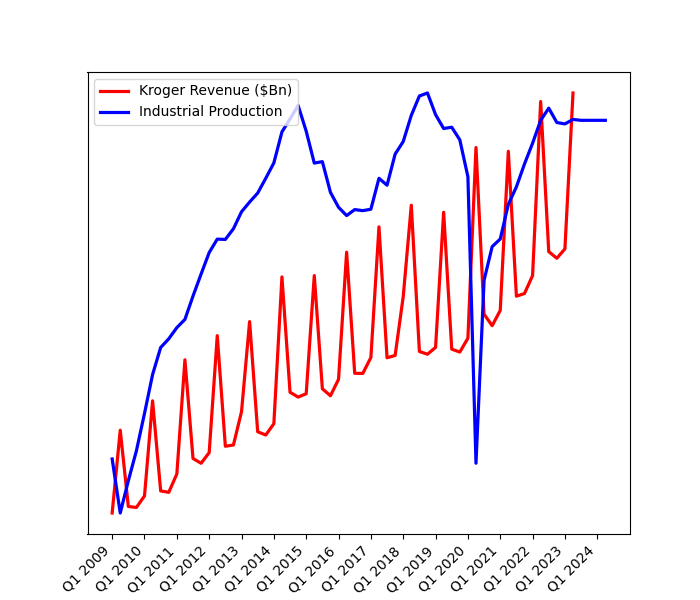 Kroger Revenue ($Bn)
Industrial Production
Q1 2009
Q1 2010
Q1 2011
Q1 2012
Q1 2013
Q1 2014
Q1 2015
Q1 2016
Q1 2017
Q1 2018
Q1 2019
Q1 2020
Q1 2021
Q1 2022
Q1 2023
Q1 2024